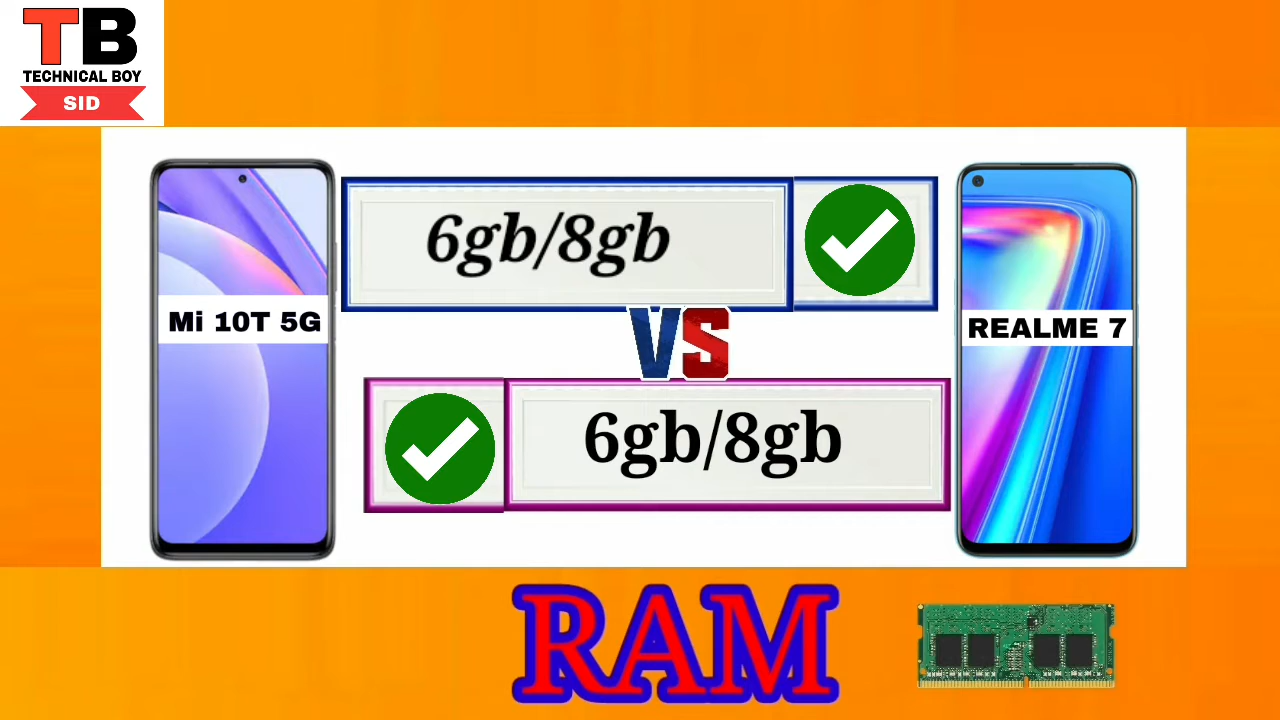 TB
TECHNICAL BOY
SID
6gb/8gb
Mi 10T 5G
VS
REALME 7
6gb/8gb
RAM